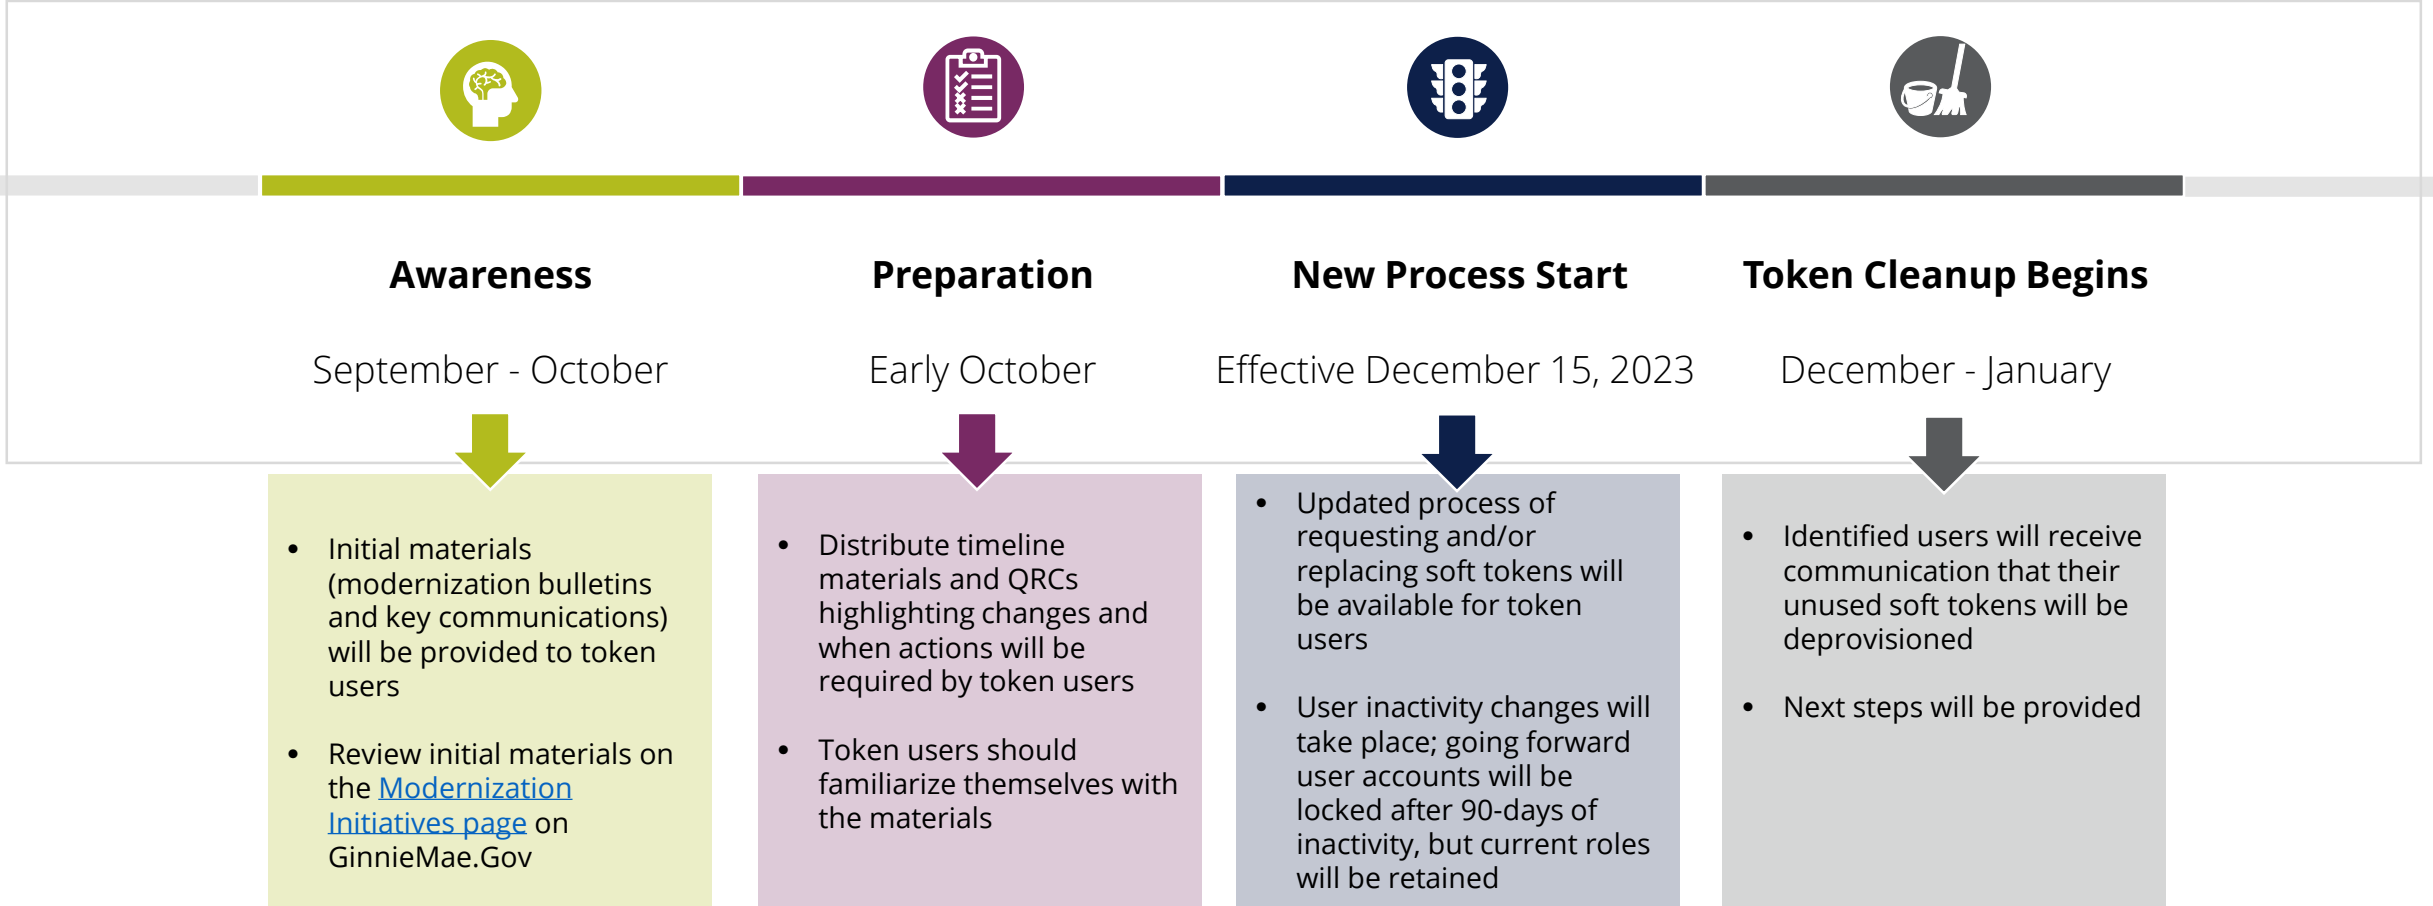 Awareness
September - October
• Initial materials
(modernization bulletins
and key communications)
will be provided to token
users
• Review initial materials on
the Modernization
Initiatives page on
GinnieMae.Gov
Preparation
Early October
• Distribute timeline
materials and QRCs
highlighting changes and
when actions will be
required by token users
• Token users should
familiarize themselves with
the materials
New Process Start
Effective December 15, 2023
• Updated process of
requesting and/or
replacing soft tokens will
be available for token
users
• User inactivity changes will
take place; going forward
user accounts will be
locked after 90-days of
inactivity, but current roles
will be retained
Token Cleanup Begins
December - January
• Identified users will receive
communication that their
unused soft tokens will be
deprovisioned
• Next steps will be provided